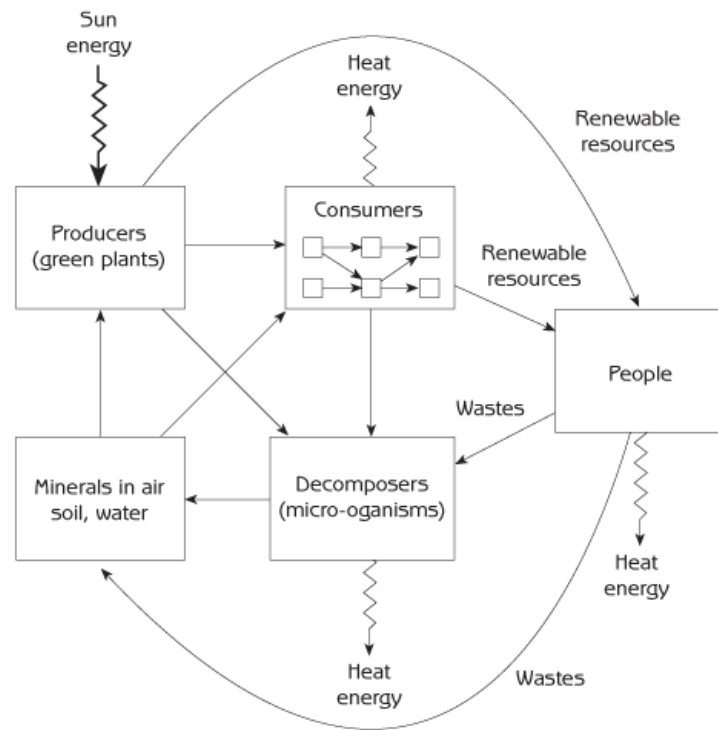 Sun
energy
Heat
energy
Renewable
resources
Producers
(green plants)
Consumers
Renewable
resources
People
Wastes
Minerals in air
soil, water
Decomposers
(micro-oganisms)
Heat
energy
Heat
energy
Wastes